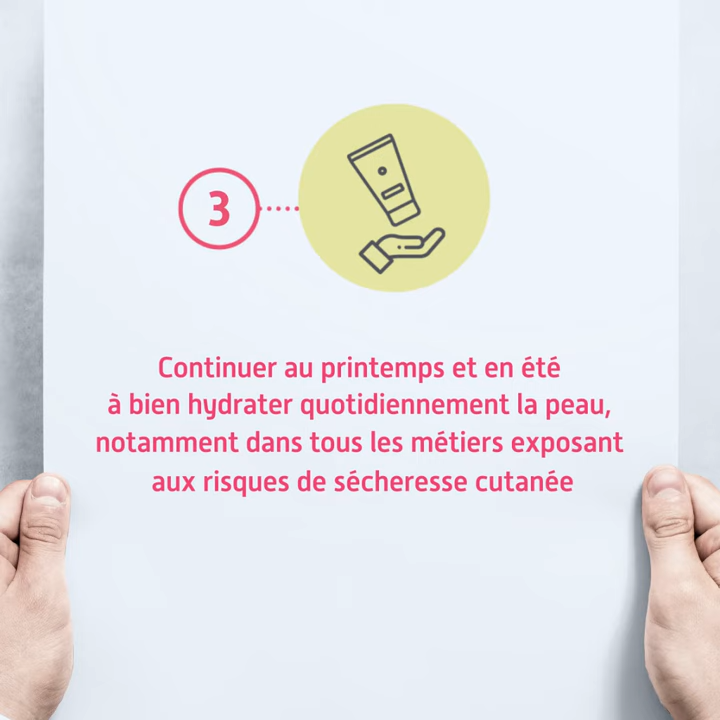 3
Continuer au printemps et en été
à bien hydrater quotidiennement la peau,
notamment dans tous les métiers exposant
aux risques de sécheresse cutanée